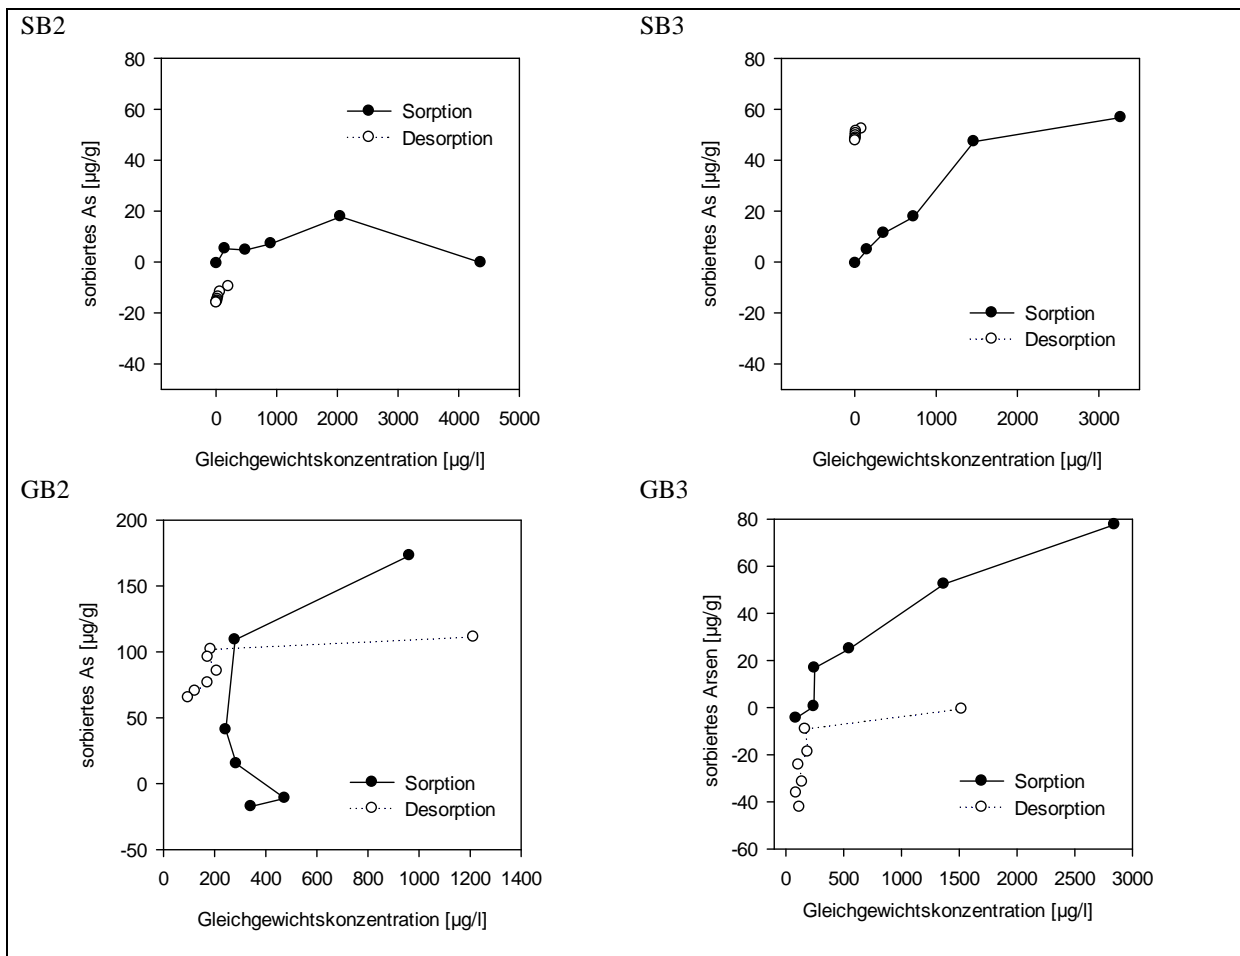 SB2
80
60
40
20
0
-20
-40
sorbiertes As [µg/g]
Sorption
Desorption
0 1000 2000 3000 4000 5000
Gleichgewichtskonzentration [µg/l]
SB3
80
60
40
20
0
-20
-40
sorbiertes As [µg/g]
Sorption
Desorption
0 1000 2000 3000
Gleichgewichtskonzentration [µg/l]
GB2
200
150
100
50
0
-50
sorbiertes As [µg/g]
Sorption
Desorption
0 200 400 600 800 1000 1200 1400
Gleichgewichtskonzentration [µg/l]
GB3
80
60
40
20
0
-20
-40
-60
sorbiertes Arsen [µg/g]
Sorption
Desorption
0 500 1000 1500 2000 2500 3000
Gleichgewichtskonzentration [µg/l]